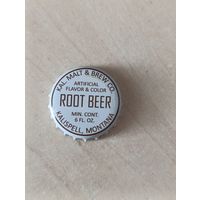 KAL. MALT & BREW CO.
ARTIFICIAL
FLAVOR & COLOR
ROOT BEER
MIN. CONT.
6 FL. OZ.
KALISPELL, MONTANA